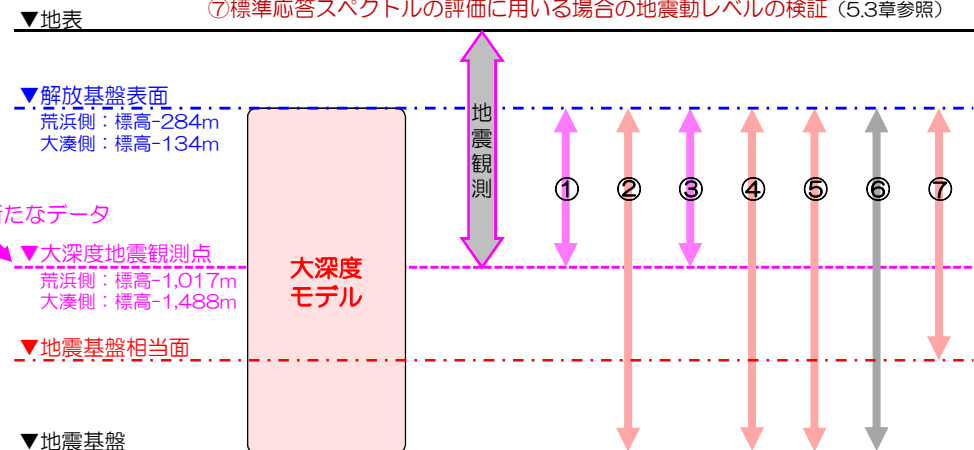 ⑦標準応答スペクトルの評価に用いる場合の地震動レベルの検証（5.3章参照）
▼地表
▼解放基盤表面
荒浜側：標高-284m
大湊側：標高-134m
地震観測
① ② ③ ④ ⑤ ⑥ ⑦
たなデータ
▼大深度地震観測点
荒浜側：標高-1,017m
大湊側：標高-1,488m
大深度
モデル
▼地震基盤相当面
▼地震基盤